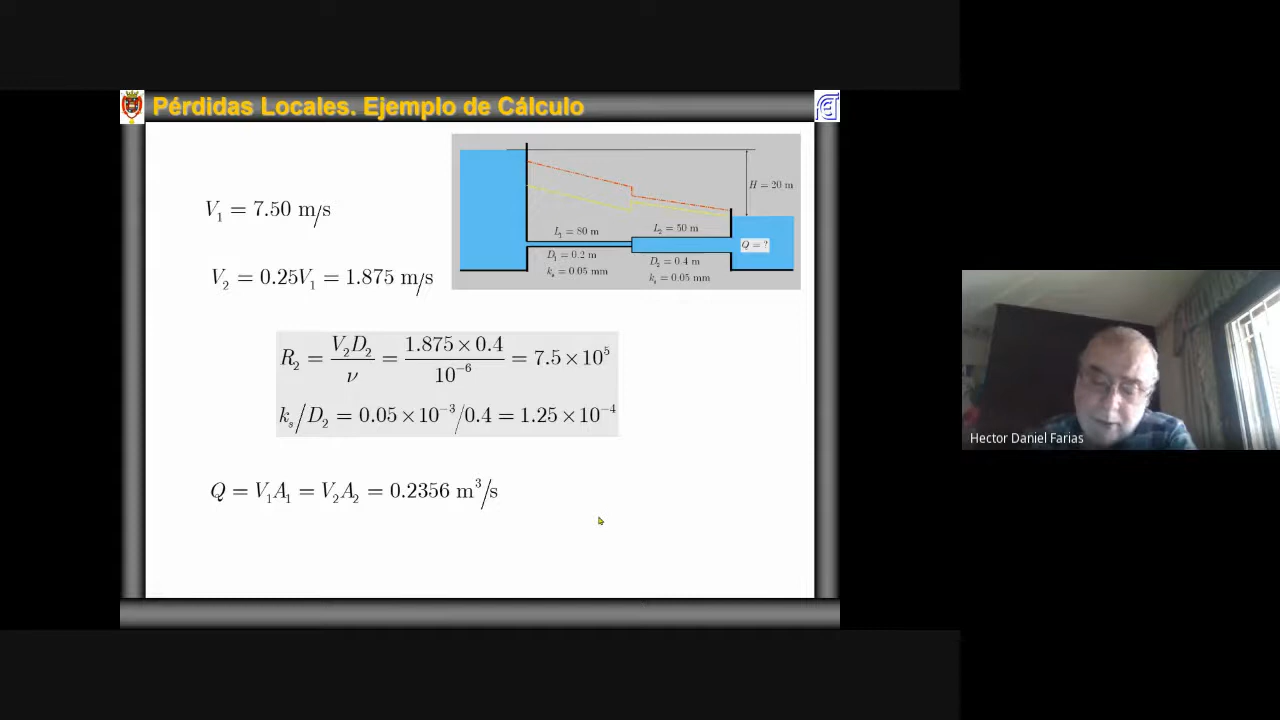 Pérdidas Locales. Ejemplo de Cálculo
V₁ = 7.50 m/s
V₂ = 0.25V₁ = 1.875 m/s
H = 20 m
L₁ = 80 m
L₂ = 50 m
Q = ?
D₁ = 0.2 m
D₂ = 0.4 m
kₛ = 0.05 mm
kₛ = 0.05 mm
R₂ = V₂D₂/ν = 1.875 × 0.4/10⁻⁶ = 7.5 × 10⁵
kₛ/D₂ = 0.05 × 10⁻³/0.4 = 1.25 × 10⁻⁴
Q = V₁A₁ = V₂A₂ = 0.2356 m³/s
Hector Daniel Farias